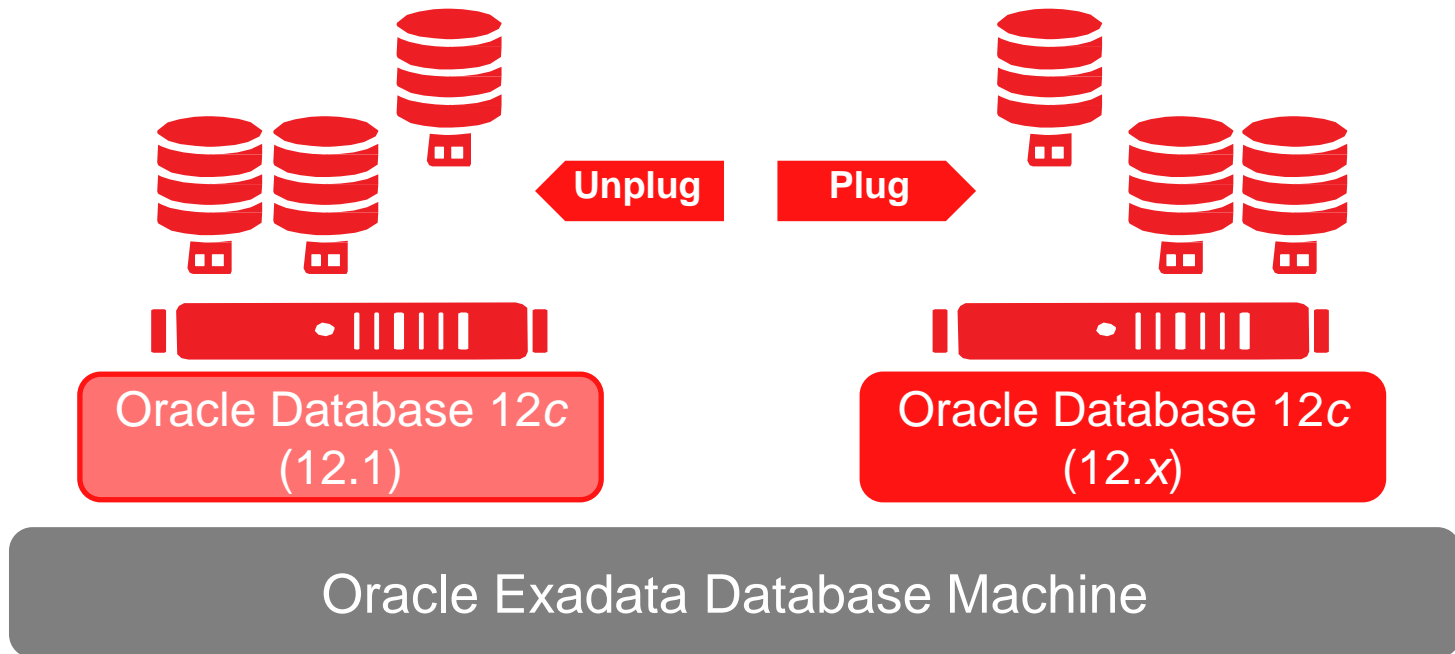 Unplug
Plug
Oracle Database 12c
(12.1)
Oracle Database 12c
(12.x)
Oracle Exadata Database Machine